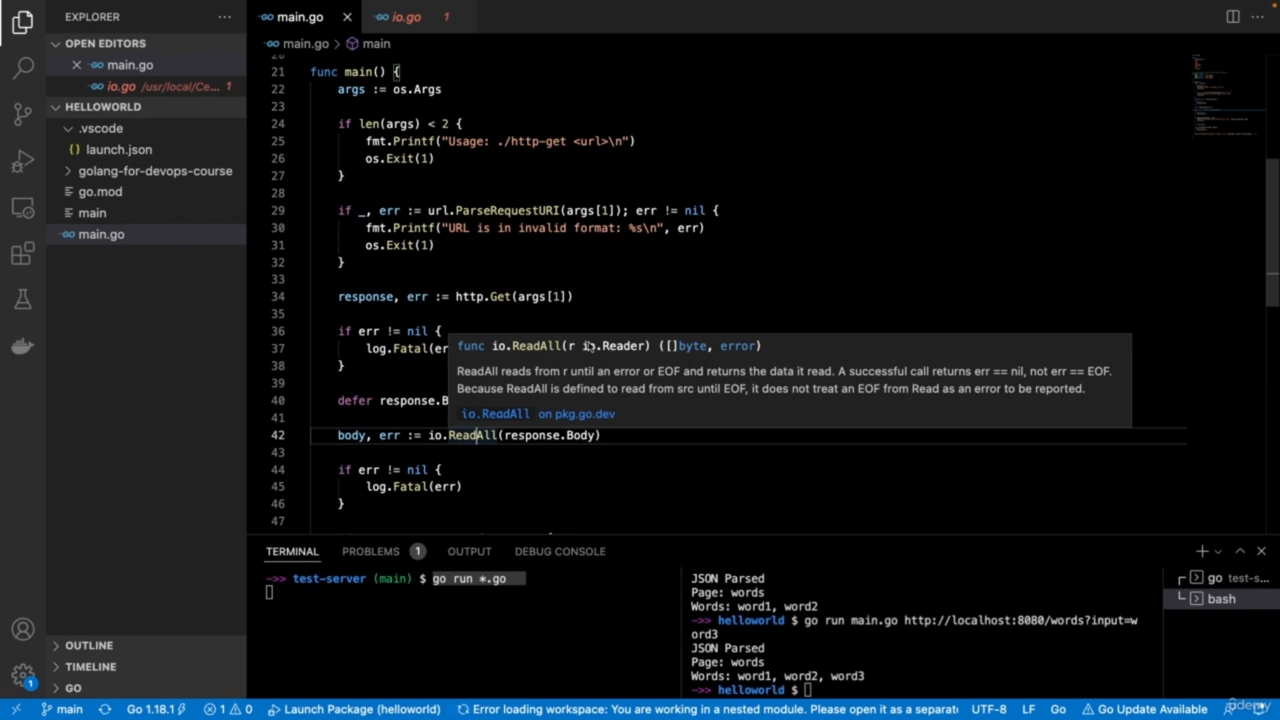 EXPLORER
OPEN EDITORS
main.go
io.go /usr/local/Ce... 1
HELLOWORLD
.vscode
{} launch.json
golang-for-devops-course
go.mod
main
main.go
OUTLINE
TIMELINE
GO
main.go
io.go 1
main.go > main
20
21 func main() {
22 args := os.Args
23
24 if len(args) < 2 {
25 fmt.Printf("Usage: ./http-get <url>\n")
26 os.Exit(1)
27 }
28
29 if _, err := url.ParseRequestURI(args[1]); err != nil {
30 fmt.Printf("URL is in invalid format: %s\n", err)
31 os.Exit(1)
32 }
33
34 response, err := http.Get(args[1])
35
36 if err != nil {
37 log.Fatal(er
38 }
40 defer response.B
41
42 body, err := io.ReadAll(response.Body)
43
44 if err != nil {
45 log.Fatal(err)
46 }
47
func io.ReadAll(r io.Reader) ([]byte, error)
ReadAll reads from r until an error or EOF and returns the data it read. A successful call returns err == nil, not err == EOF.
Because ReadAll is defined to read from src until EOF, it does not treat an EOF from Read as an error to be reported.
io.ReadAll on pkg.go.dev
TERMINAL PROBLEMS 1 OUTPUT DEBUG CONSOLE
->> test-server (main) $ go run *.go
JSON Parsed
Page: words
Words: word1, word2
->> helloworld $ go run main.go http://localhost:8080/words?input=w
ord3
JSON Parsed
Page: words
Words: word1, word2, word3
->> helloworld $
go test-s...
bash
1
main Go 1.18.1 1 0 Launch Package (helloworld) Error loading workspace: You are working in a nested module. Please open it as a separat UTF-8 LF Go Go Update Available
udemy